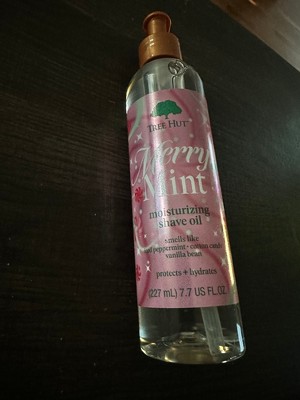 TREE HUT
Merry
Mint
moisturizing
shave oil
smells like
peppermint • cotton candy
vanilla bean
protects + hydrates
(227 mL) 7.7 US FL.OZ.